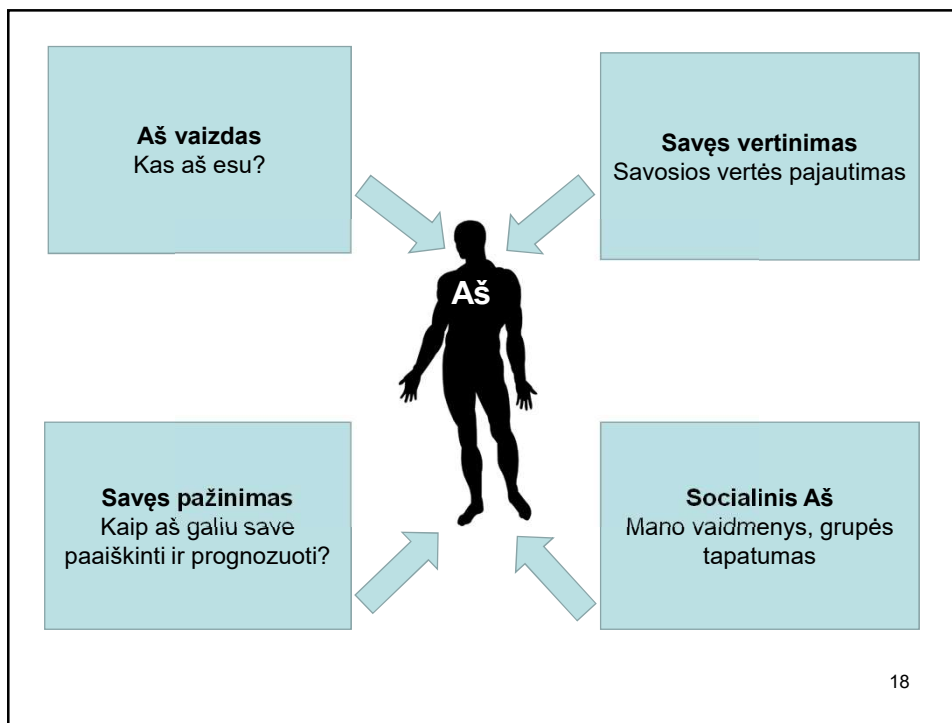 Aš vaizdas
Kas aš esu?
Savęs vertinimas
Savosios vertės pajautimas
Aš
Savęs pažinimas
Kaip aš galiu save
paaiškinti ir prognozuoti?
Socialinis Aš
Mano vaidmenys, grupės
tapatumas
18